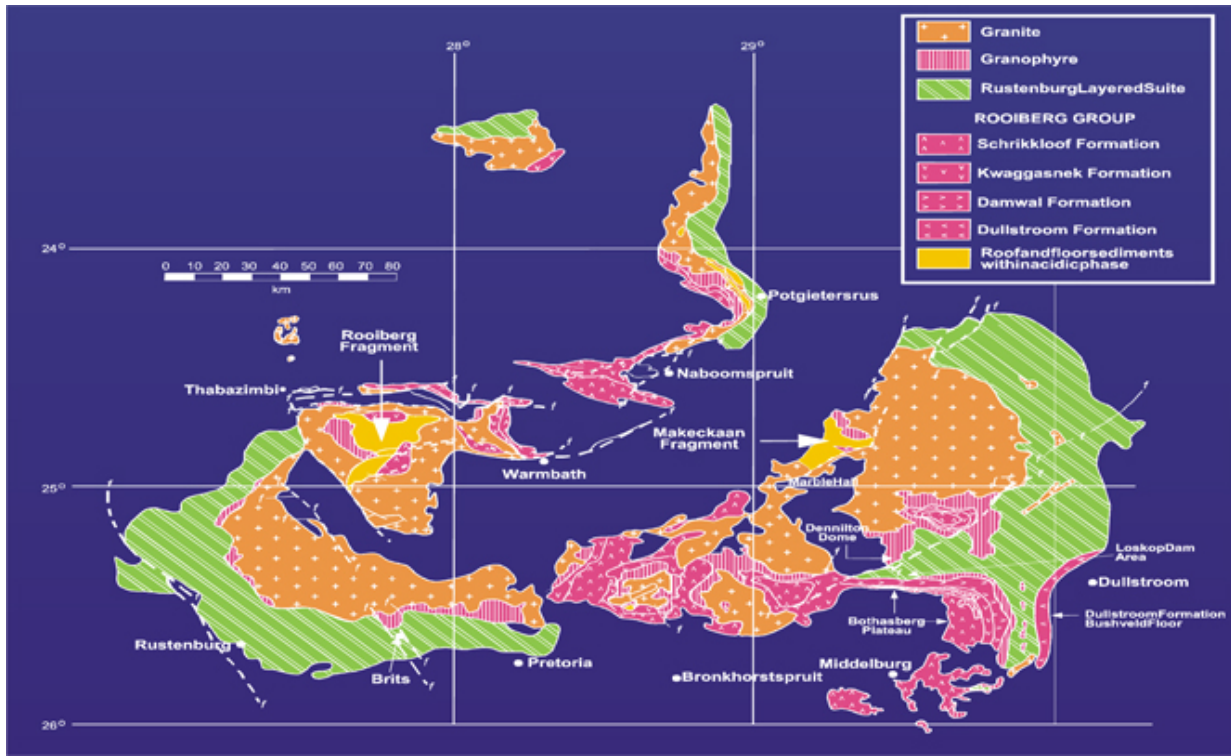 28°
29°
Granite
Granophyre
RustenburgLayeredSuite
ROOIBERG GROUP
Schrikkloof Formation
Kwaggasnek Formation
Damwal Formation
Dullstroom Formation
Roofandfloorsediments
withinacidicphase
24°
0 10 20 30 40 50 60 70 80
km
Potgietersrus
Rooiberg
Fragment
Thabazimbi
Naboomspruit
Makeckaan
Fragment
Warmbath
25°
MarbleHall
Dennilton
Dome
LoskopDam
Area
Dullstroom
Bothasberg
Plateau
DullstroomFormation
BushveldFloor
Rustenburg
Brits
Pretoria
Bronkhorstspruit
Middelburg
26°